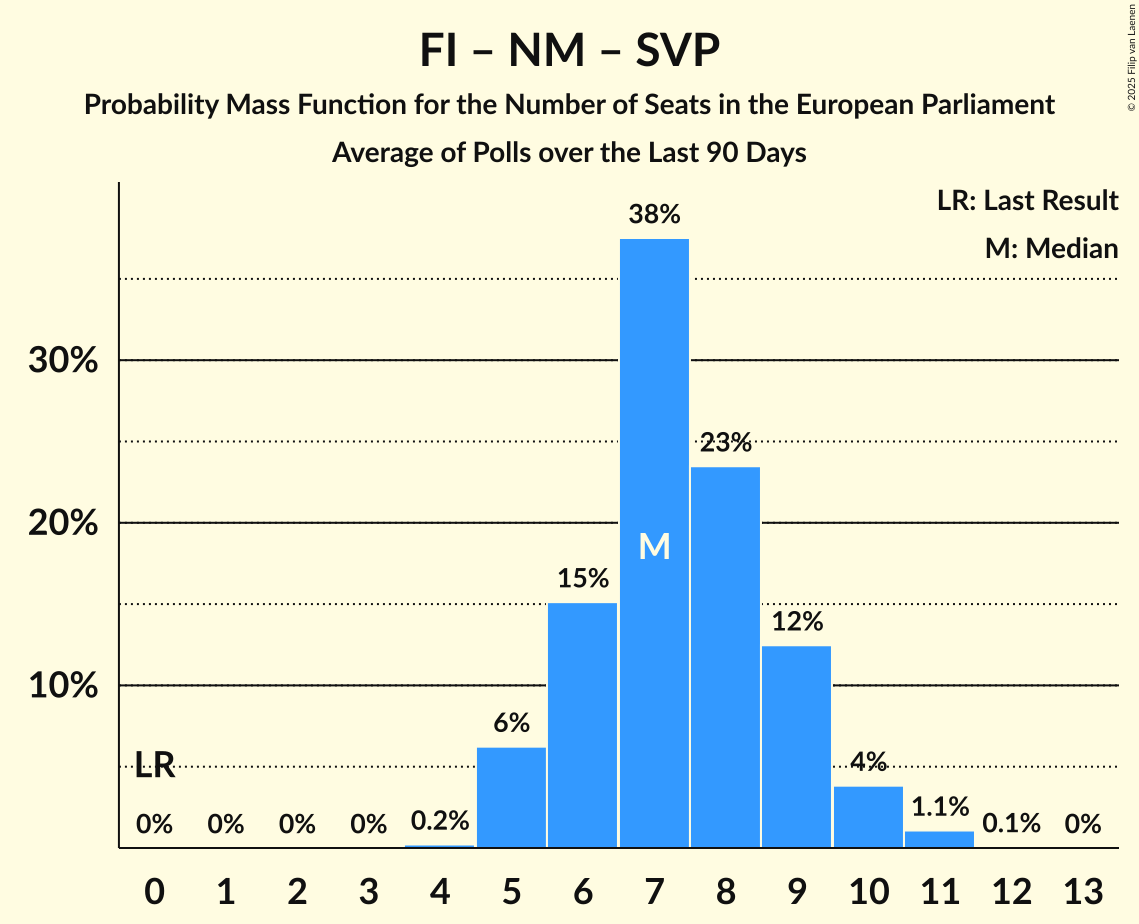 FI – NM – SVP
Probability Mass Function for the Number of Seats in the European Parliament
Average of Polls over the Last 90 Days
© 2025 Filip van Laenen
LR: Last Result
M: Median
38%
30%
23%
20%
M
15%
12%
10%
6%
LR
4%
0% 0% 0% 0% 0.2% 1.1% 0.1% 0%
0 1 2 3 4 5 6 7 8 9 10 11 12 13